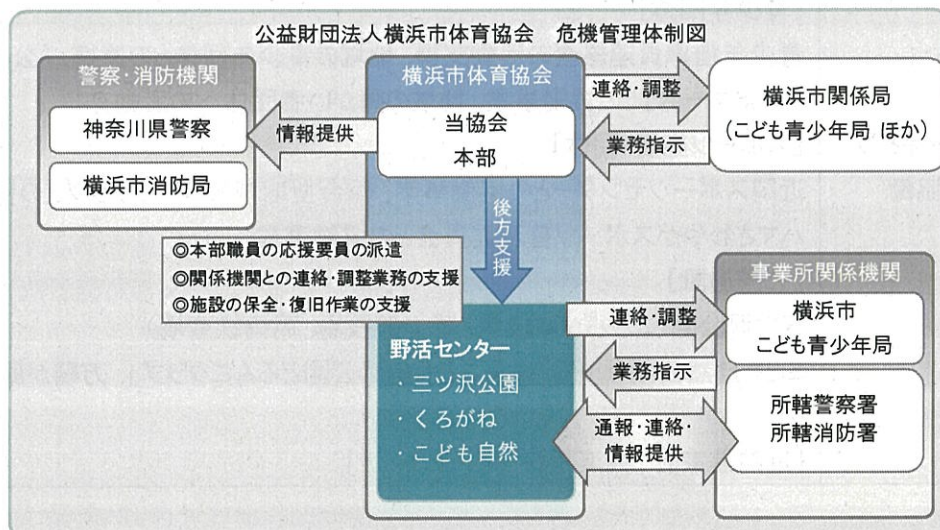 公益財団法人横浜市体育協会　危機管理体制図
警察・消防機関
神奈川県警察
横浜市消防局
情報提供
横浜市体育協会
当協会
本部
連絡・調整
業務指示
横浜市関係局
（こども青少年局 ほか）
後方支援
◎本部職員の応援要員の派遣
◎関係機関との連絡・調整業務の支援
◎施設の保全・復旧作業の支援
野活センター
・三ツ沢公園
・くろがね
・こども自然
連絡・調整
業務指示
通報・連絡・
情報提供
事業所関係機関
横浜市
こども青少年局
所轄警察署
所轄消防署